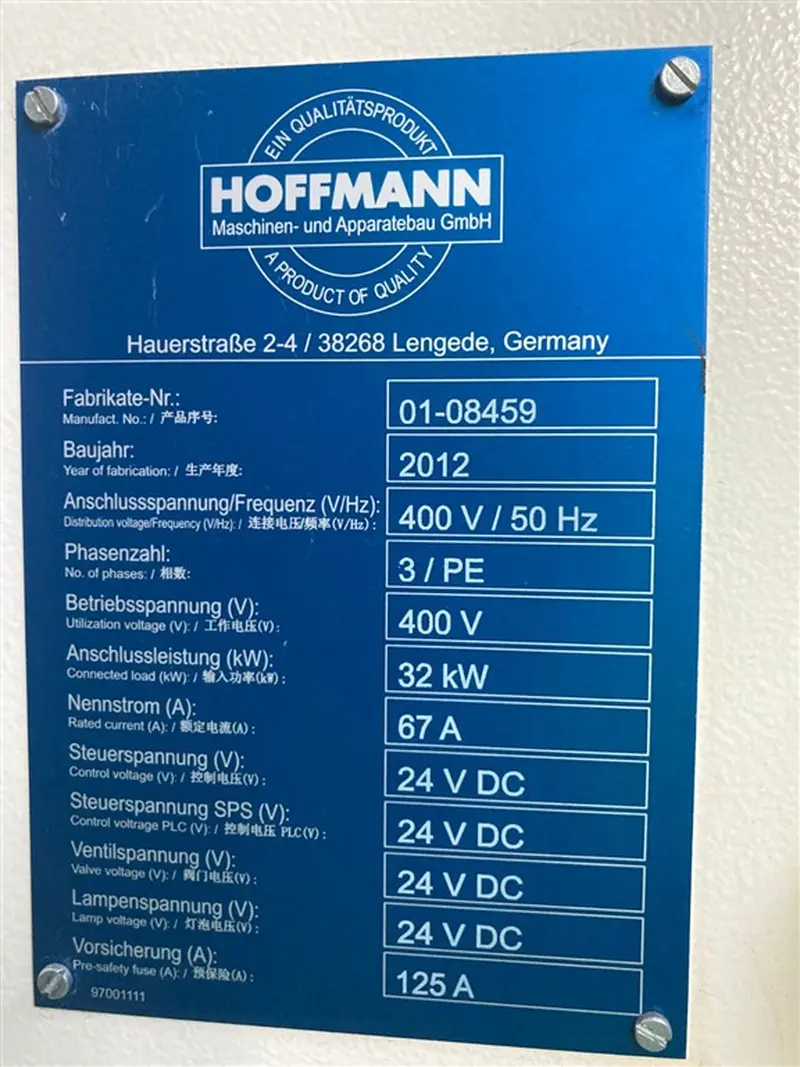 EIN QUALITÄTSPRODUKT
HOFFMANN
Maschinen- und Apparatebau GmbH
A PRODUCT OF QUALITY
Hauerstraße 2-4 / 38268 Lengede, Germany
Fabrikate-Nr.:
Manufact. No.: / 产品序号:
01-08459
Baujahr:
Year of fabrication: / 生产年度:
2012
Anschlussspannung/Frequenz (V/Hz):
Distribution voltage/Frequency (V/Hz): / 连接电压/频率(V/Hz):
400 V / 50 Hz
Phasenzahl:
No. of phases: / 相数:
3 / PE
Betriebsspannung (V):
Utilization voltage (V): / 工作电压(V):
400 V
Anschlussleistung (kW):
Connected load (kW): / 输入功率(kW):
32 kW
Nennstrom (A):
Rated current (A): / 额定电流(A):
67 A
Steuerspannung (V):
Control voltage (V): / 控制电压(V):
24 V DC
Steuerspannung SPS (V):
Control voltrage PLC (V): / 控制电压 PLC(V):
24 V DC
Ventilspannung (V):
Valve voltage (V): / 阀门电压(V):
24 V DC
Lampenspannung (V):
Lamp voltage (V): / 灯泡电压(V):
24 V DC
Vorsicherung (A):
Pre-safety fuse (A): / 预保险(A):
125 A
97001111